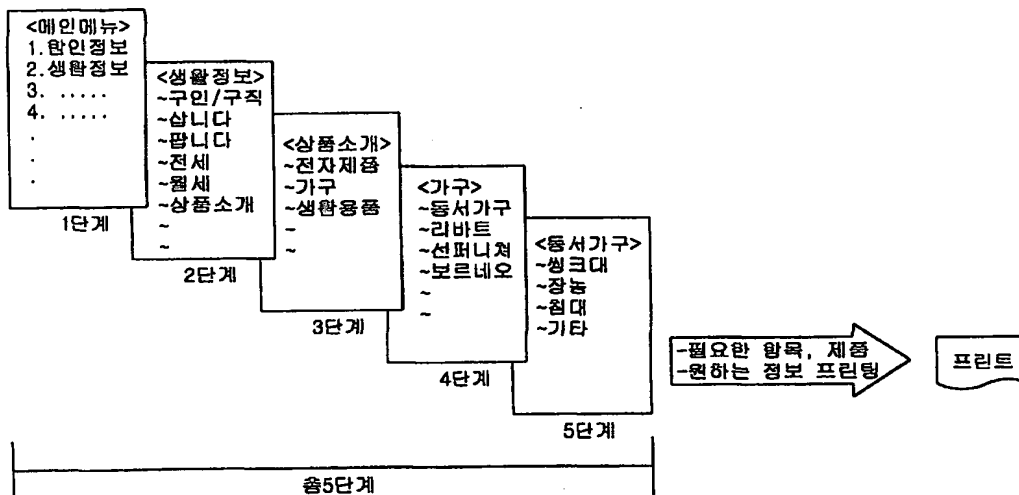 <메인메뉴>
1.할인정보
2.생활정보
3. .....
4. .....
.
.
.
1단계
<생활정보>
~구인/구직
~삽니다
~팝니다
~전세
~월세
~상품소개
~
~
2단계
<상품소개>
~전자제품
~가구
~생활용품
~
~
3단계
<가구>
~동서가구
~리바트
~선퍼니쳐
~보르네오
~
~
4단계
<동서가구>
~씽크대
~장농
~침대
~기타
5단계
-필요한 항목, 제품
-원하는 정보 프린팅
프린트
총5단계